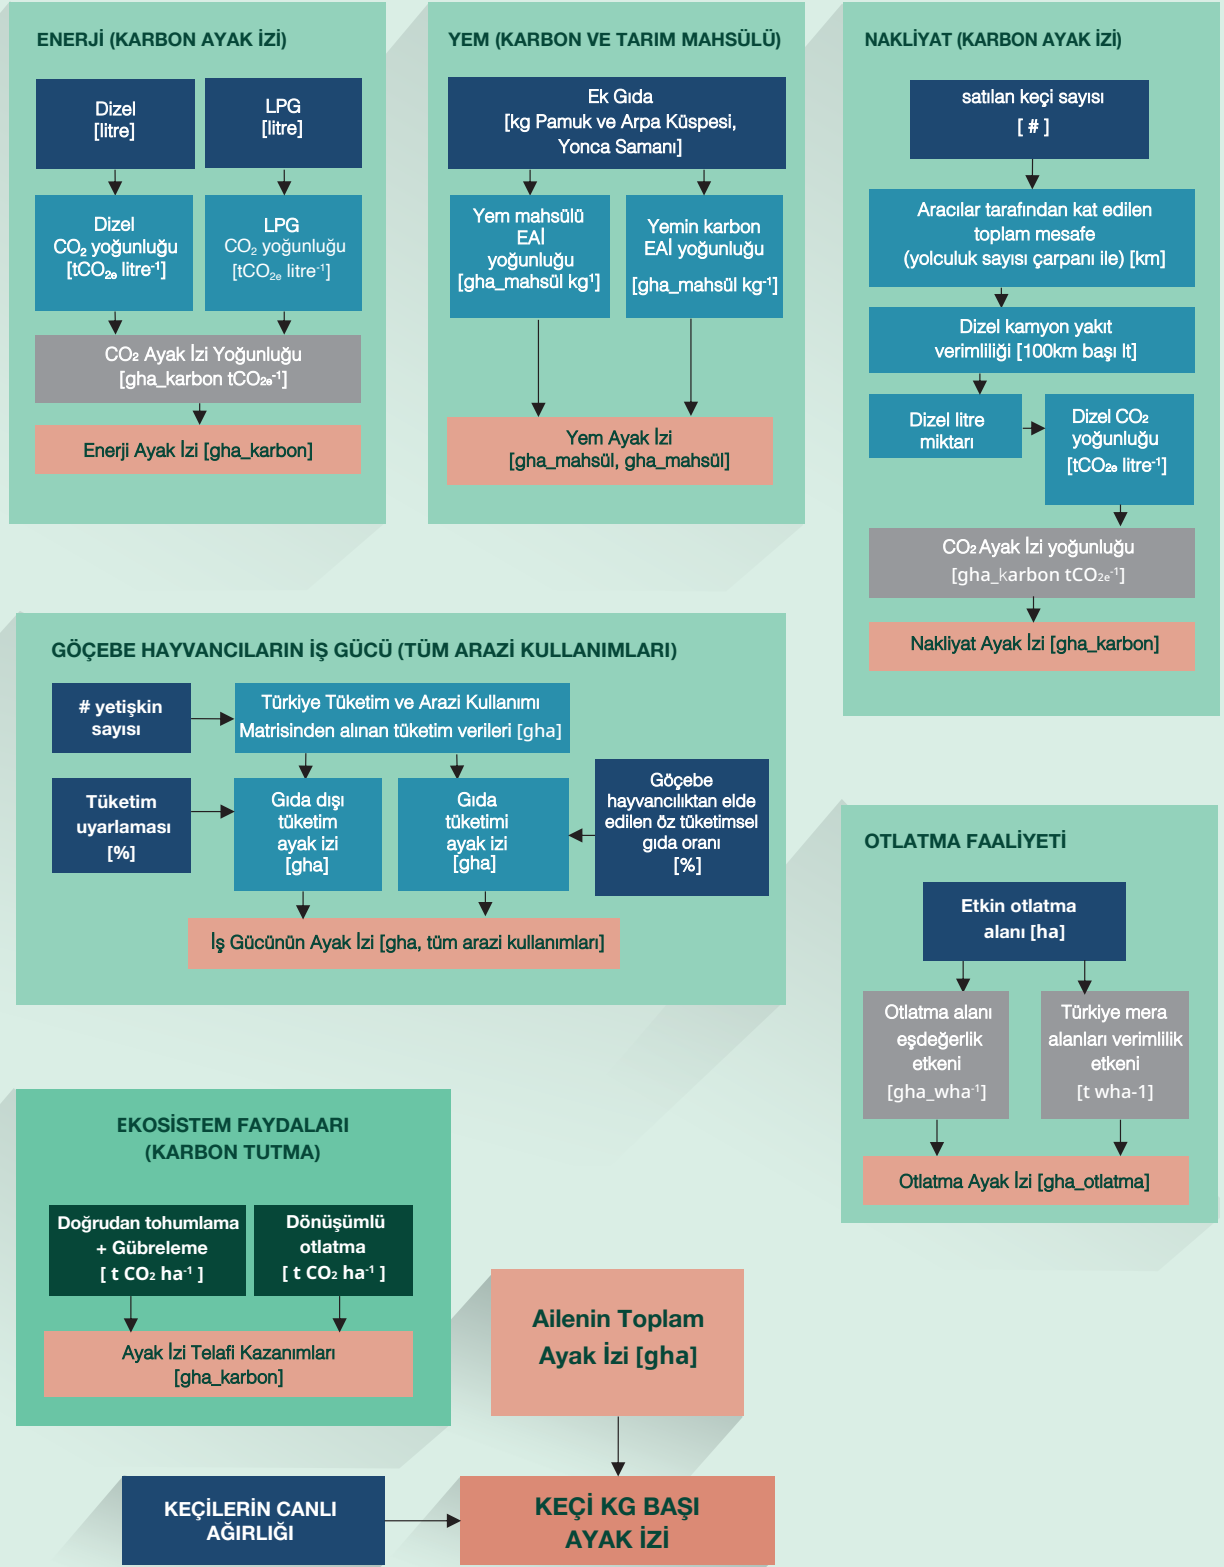 ENERJİ (KARBON AYAK İZİ)
Dizel
[litre]
LPG
[litre]
Dizel
CO₂ yoğunluğu
[tCO₂ₑ litre⁻¹]
LPG
CO₂ yoğunluğu
[tCO₂ₑ litre⁻¹]
CO₂ Ayak İzi Yoğunluğu
[gha_karbon tCO₂ₑ⁻¹]
Enerji Ayak İzi [gha_karbon]
YEM (KARBON VE TARIM MAHSÜLÜ)
Ek Gıda
[kg Pamuk ve Arpa Küspesi,
Yonca Samanı]
Yem mahsülü
EAİ
yoğunluğu
[gha_mahsül kg¹]
Yemin karbon
EAİ yoğunluğu
[gha_mahsül kg⁻¹]
Yem Ayak İzi
[gha_mahsül, gha_mahsül]
NAKLİYAT (KARBON AYAK İZİ)
satılan keçi sayısı
[ # ]
Aracılar tarafından kat edilen
toplam mesafe
(yolculuk sayısı çarpanı ile) [km]
Dizel kamyon yakıt
verimliliği [100km başı lt]
Dizel litre
miktarı
Dizel CO₂
yoğunluğu
[tCO₂ₑ litre⁻¹]
CO₂ Ayak İzi yoğunluğu
[gha_karbon tCO₂ₑ⁻¹]
Nakliyat Ayak İzi [gha_karbon]
GÖÇEBE HAYVANCILARIN İŞ GÜCÜ (TÜM ARAZİ KULLANIMLARI)
# yetişkin
sayısı
Türkiye Tüketim ve Arazi Kullanımı
Matrisinden alınan tüketim verileri [gha]
Tüketim
uyarlaması
[%]
Gıda dışı
tüketim
ayak izi
[gha]
Gıda
tüketimi
ayak izi
[gha]
Göçebe
hayvancılıktan elde
edilen öz tüketimsel
gıda oranı
[%]
İş Gücünün Ayak İzi [gha, tüm arazi kullanımları]
OTLATMA FAALİYETİ
Etkin otlatma
alanı [ha]
Otlatma alanı
eşdeğerlik
etkeni
[gha_wha⁻¹]
Türkiye mera
alanları verimlilik
etkeni
[t wha-1]
Otlatma Ayak İzi [gha_otlatma]
EKOSİSTEM FAYDALARI
(KARBON TUTMA)
Doğrudan tohumlama
+ Gübreleme
[ t CO₂ ha⁻¹ ]
Dönüşümlü
otlatma
[ t CO₂ ha⁻¹ ]
Ayak İzi Telafi Kazanımları
[gha_karbon]
Ailenin Toplam
Ayak İzi [gha]
KEÇİLERİN CANLI
AĞIRLIĞI
KEÇİ KG BAŞI
AYAK İZİ